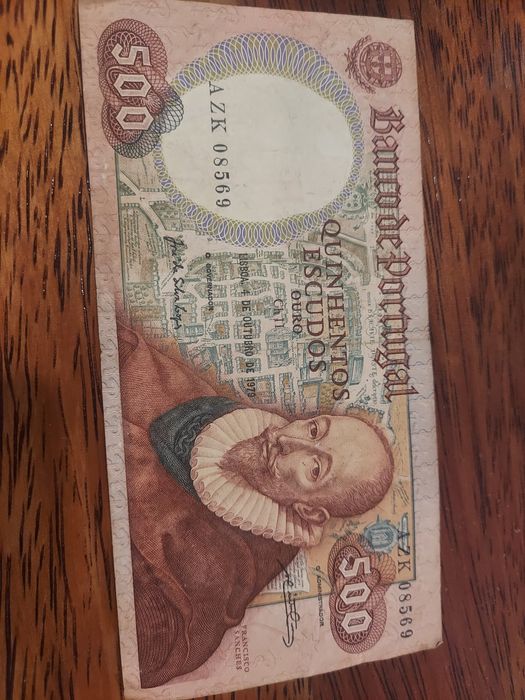 500
Banco de Portugal
AZK 08569
QUINHENTOS
ESCUDOS
OURO
LISBOA, 4 DE OUTUBRO DE 1979
O GOVERNADOR,
AZK 08569
500
FRANCISCO
SANCHES